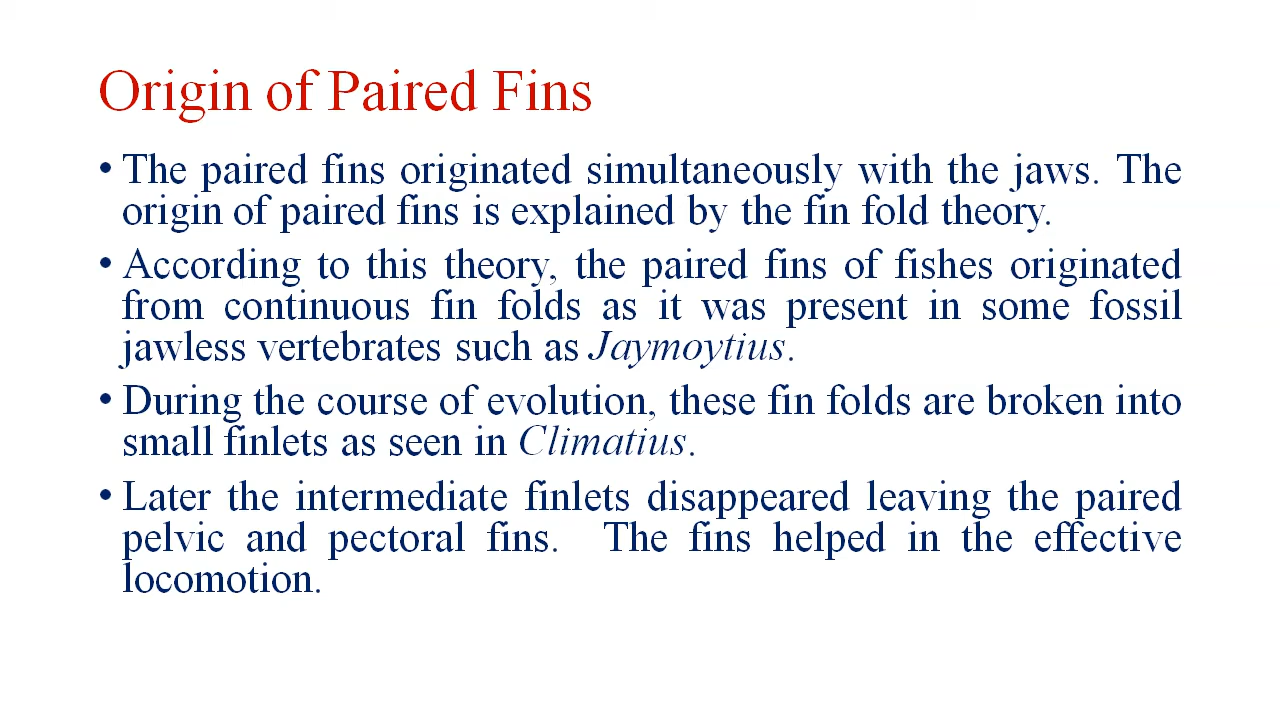 Origin of Paired Fins
• The paired fins originated simultaneously with the jaws. The
origin of paired fins is explained by the fin fold theory.
• According to this theory, the paired fins of fishes originated
from continuous fin folds as it was present in some fossil
jawless vertebrates such as Jaymoytius.
• During the course of evolution, these fin folds are broken into
small finlets as seen in Climatius.
• Later the intermediate finlets disappeared leaving the paired
pelvic and pectoral fins. The fins helped in the effective
locomotion.